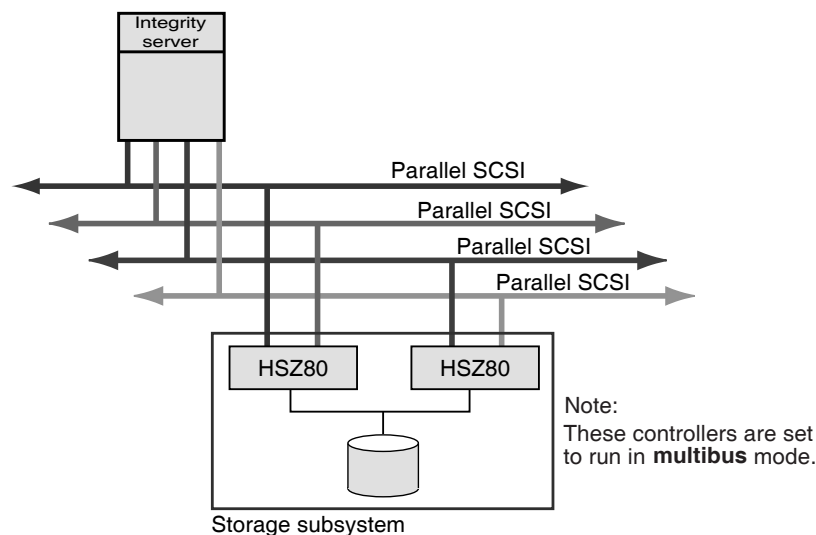 Integrity
server
Parallel SCSI
Parallel SCSI
Parallel SCSI
Parallel SCSI
HSZ80
HSZ80
Note:
These controllers are set
to run in multibus mode.
Storage subsystem